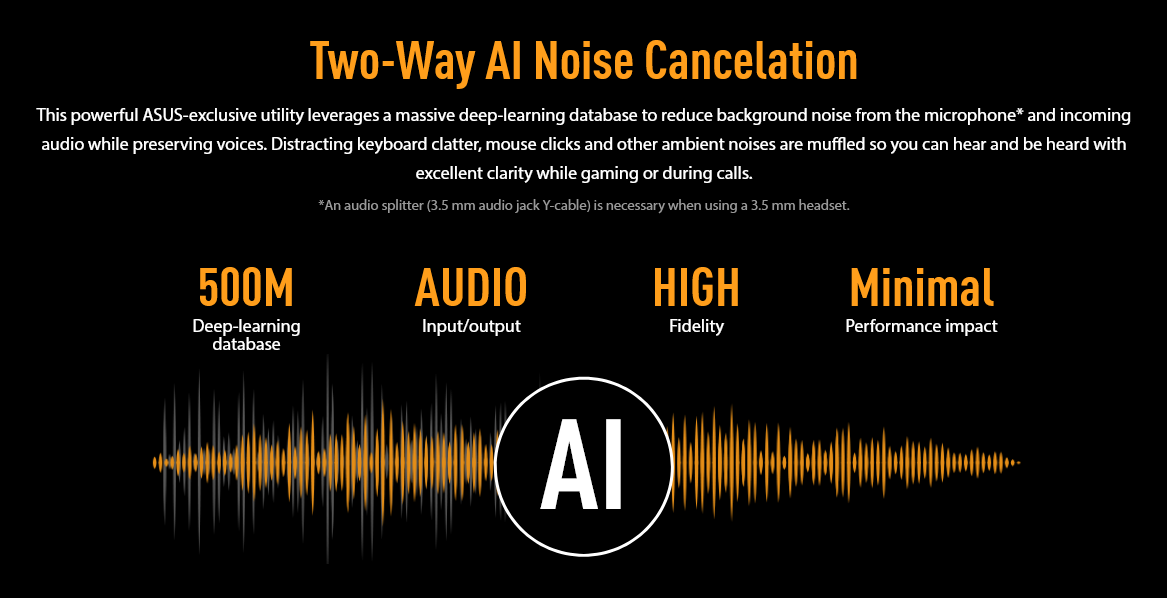 Two-Way AI Noise Cancelation
This powerful ASUS-exclusive utility leverages a massive deep-learning database to reduce background noise from the microphone* and incoming
audio while preserving voices. Distracting keyboard clatter, mouse clicks and other ambient noises are muffled so you can hear and be heard with
excellent clarity while gaming or during calls.
*An audio splitter (3.5 mm audio jack Y-cable) is necessary when using a 3.5 mm headset.
500M
Deep-learning
database
AUDIO
Input/output
HIGH
Fidelity
Minimal
Performance impact
AI